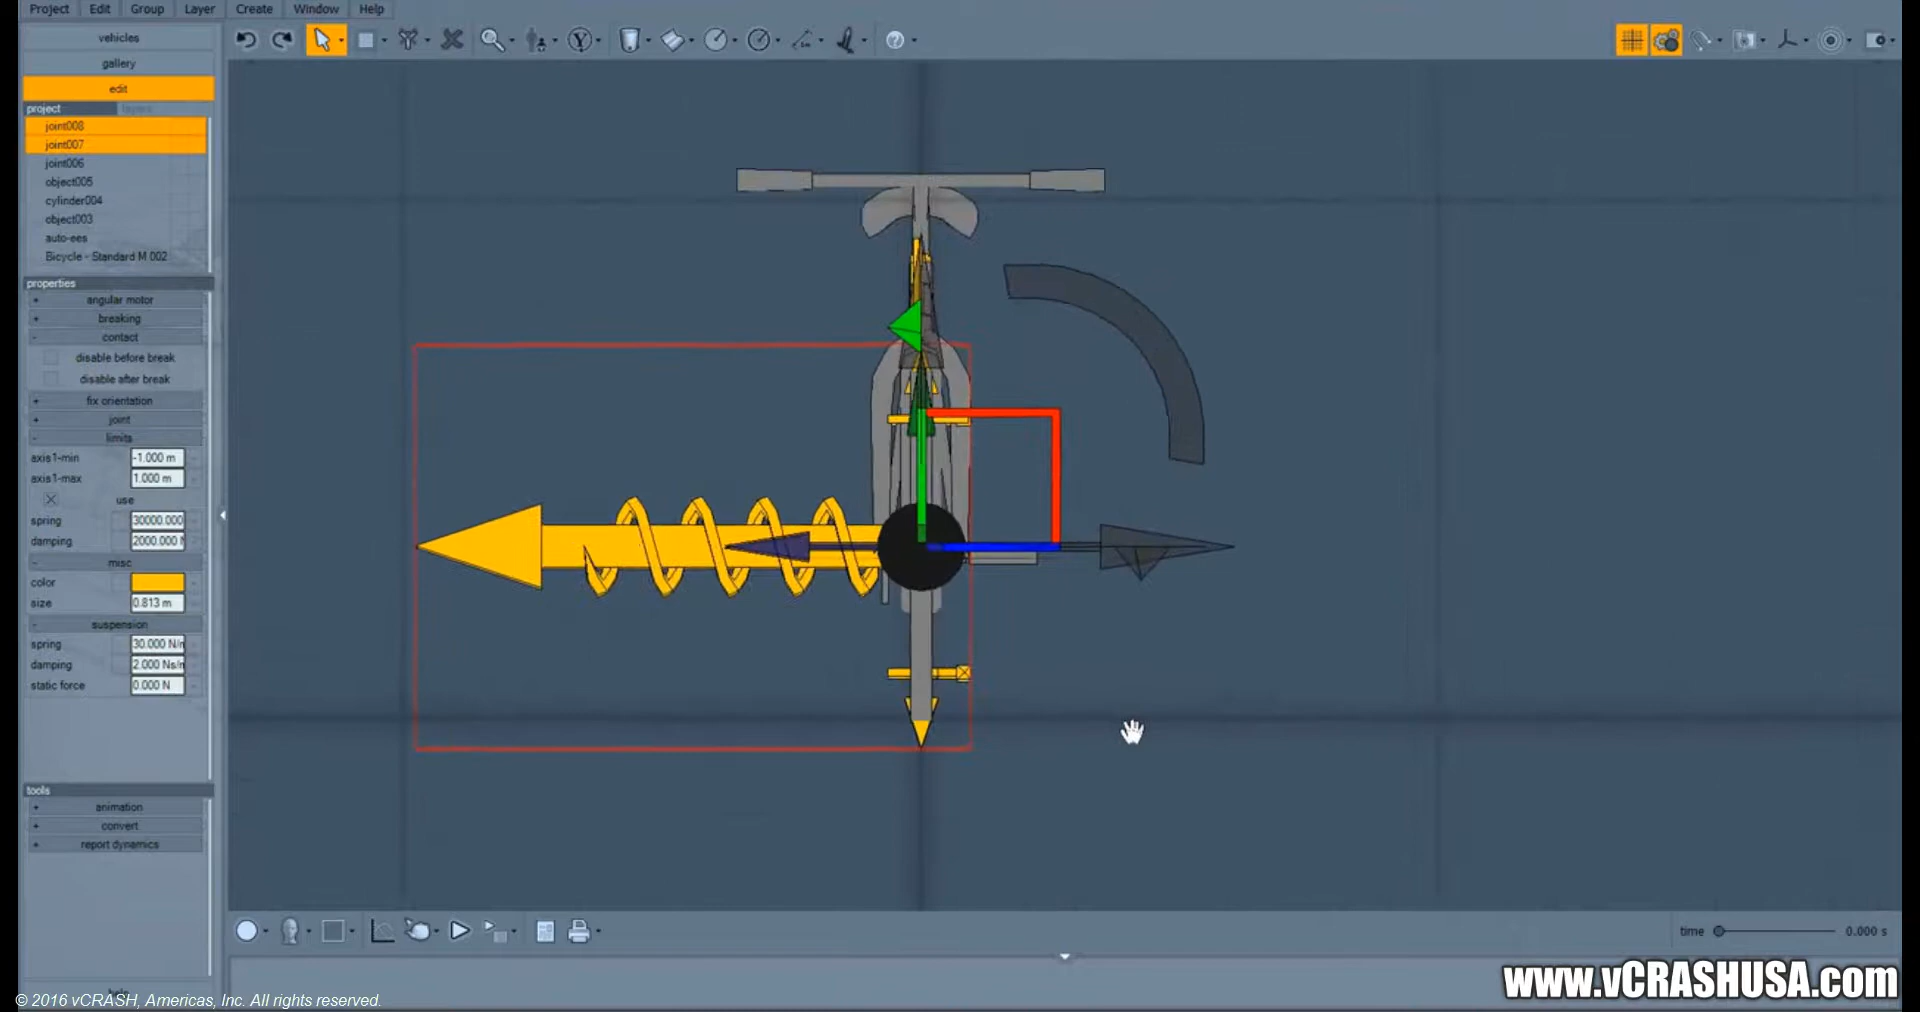 Project Edit Group Layer Create Window Help
vehicles
gallery
edit
project layers
joint008
joint007
joint006
object005
cylinder004
object003
auto-ees
Bicycle - Standard M 002
properties
+ angular motor
+ breaking
- contact
disable before break
disable after break
+ fix orientation
+ joint
- limits
axis1-min -1.000 m
axis1-max 1.000 m
use
spring 30000.000
damping 2000.000 N
- misc
color
size 0.813 m
- suspension
spring 30.000 N/m
damping 2.000 Ns/m
static force 0.000 N
tools
+ animation
+ convert
+ report dynamics
help
time 0.000 s
© 2016 vCRASH, Americas, Inc. All rights reserved.
www.vCRASHUSA.com